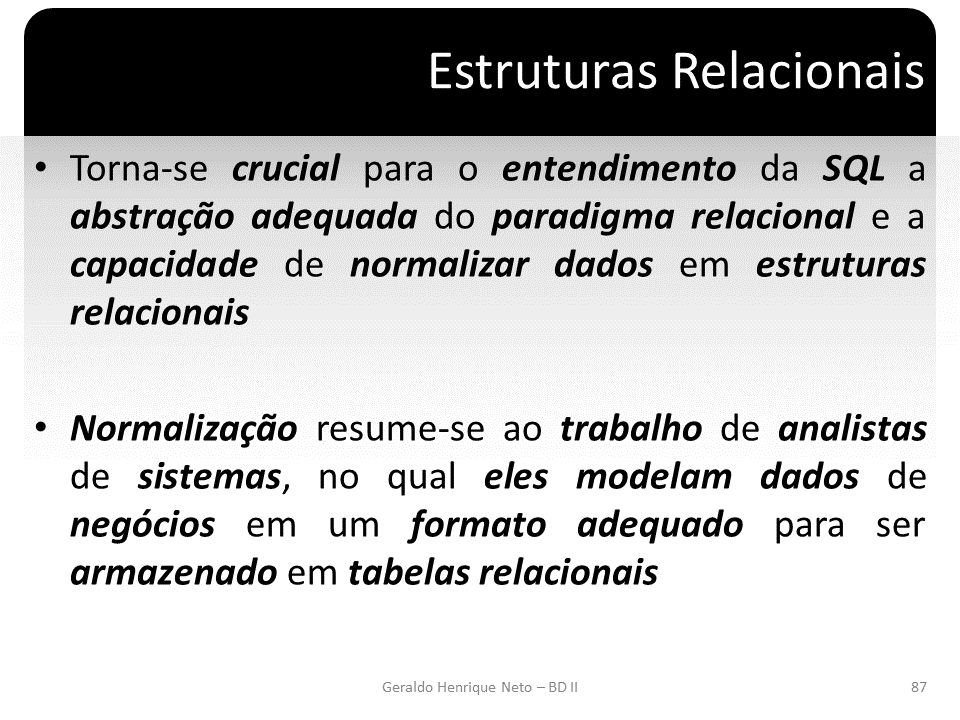 Estruturas Relacionais
• Torna-se crucial para o entendimento da SQL a
abstração adequada do paradigma relacional e a
capacidade de normalizar dados em estruturas
relacionais
• Normalização resume-se ao trabalho de analistas
de sistemas, no qual eles modelam dados de
negócios em um formato adequado para ser
armazenado em tabelas relacionais
Geraldo Henrique Neto – BD II
87